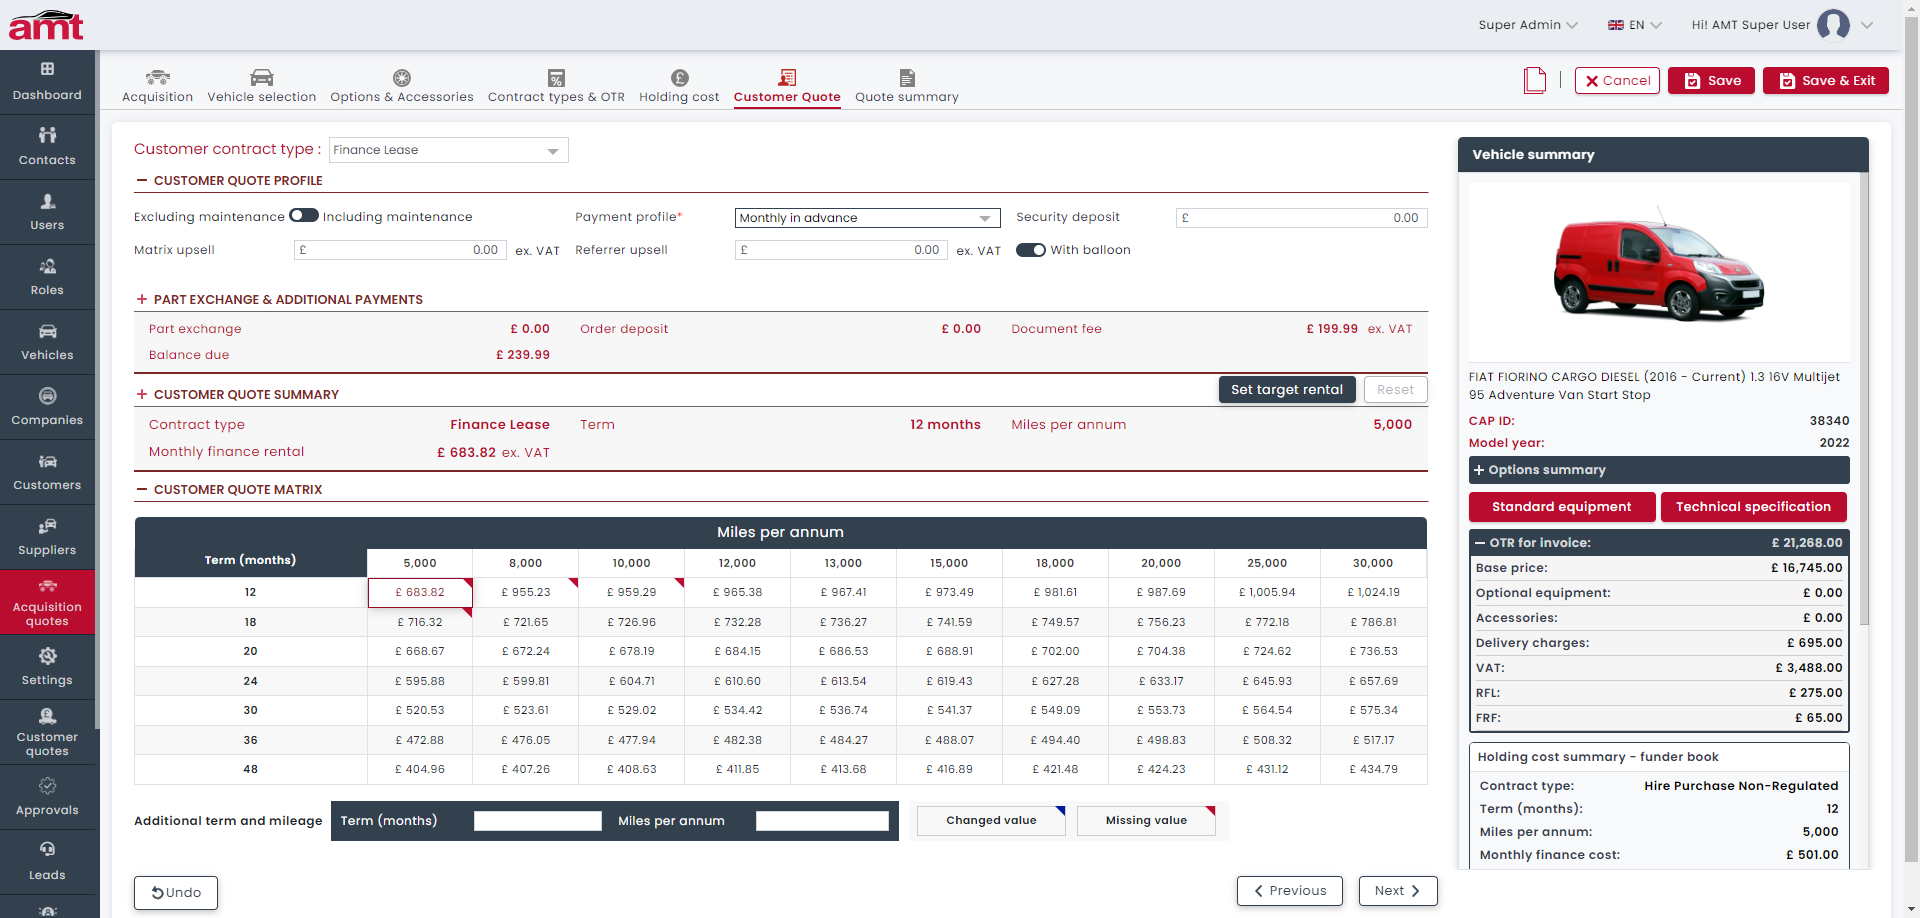 amt
Super Admin
EN
Hi! AMT Super User
Dashboard
Contacts
Users
Roles
Vehicles
Companies
Customers
Suppliers
Acquisition
quotes
Settings
Customer
quotes
Approvals
Leads
Acquisition
Vehicle selection
Options & Accessories
Contract types & OTR
Holding cost
Customer Quote
Quote summary
Cancel
Save
Save & Exit
Customer contract type : Finance Lease
CUSTOMER QUOTE PROFILE
Excluding maintenance Including maintenance Payment profile* Monthly in advance Security deposit £ 0.00
Matrix upsell £ 0.00 ex. VAT Referrer upsell £ 0.00 ex. VAT With balloon
+ PART EXCHANGE & ADDITIONAL PAYMENTS
Part exchange £ 0.00 Order deposit £ 0.00 Document fee £ 199.99 ex. VAT
Balance due £ 239.99
+ CUSTOMER QUOTE SUMMARY Set target rental Reset
Contract type Finance Lease Term 12 months Miles per annum 5,000
Monthly finance rental £ 683.82 ex. VAT
CUSTOMER QUOTE MATRIX
Miles per annum
Term (months) 5,000 8,000 10,000 12,000 13,000 15,000 18,000 20,000 25,000 30,000
12 £ 683.82 £ 955.23 £ 959.29 £ 965.38 £ 967.41 £ 973.49 £ 981.61 £ 987.69 £ 1,005.94 £ 1,024.19
18 £ 716.32 £ 721.65 £ 726.96 £ 732.28 £ 736.27 £ 741.59 £ 749.57 £ 756.23 £ 772.18 £ 786.81
20 £ 668.67 £ 672.24 £ 678.19 £ 684.15 £ 686.53 £ 688.91 £ 702.00 £ 704.38 £ 724.62 £ 736.53
24 £ 595.88 £ 599.81 £ 604.71 £ 610.60 £ 613.54 £ 619.43 £ 627.28 £ 633.17 £ 645.93 £ 657.69
30 £ 520.53 £ 523.61 £ 529.02 £ 534.42 £ 536.74 £ 541.37 £ 549.09 £ 553.73 £ 564.54 £ 575.34
36 £ 472.88 £ 476.05 £ 477.94 £ 482.38 £ 484.27 £ 488.07 £ 494.40 £ 498.83 £ 508.32 £ 517.17
48 £ 404.96 £ 407.26 £ 408.63 £ 411.85 £ 413.68 £ 416.89 £ 421.48 £ 424.23 £ 431.12 £ 434.79
Additional term and mileage Term (months) Miles per annum Changed value Missing value
Undo
Previous
Next
Vehicle summary
FIAT FIORINO CARGO DIESEL (2016 - Current) 1.3 16V Multijet
95 Adventure Van Start Stop
CAP ID: 38340
Model year: 2022
+ Options summary
Standard equipment Technical specification
OTR for invoice: £ 21,268.00
Base price: £ 16,745.00
Optional equipment: £ 0.00
Accessories: £ 0.00
Delivery charges: £ 695.00
VAT: £ 3,488.00
RFL: £ 275.00
FRF: £ 65.00
Holding cost summary - funder book
Contract type: Hire Purchase Non-Regulated
Term (months): 12
Miles per annum: 5,000
Monthly finance cost: £ 501.00